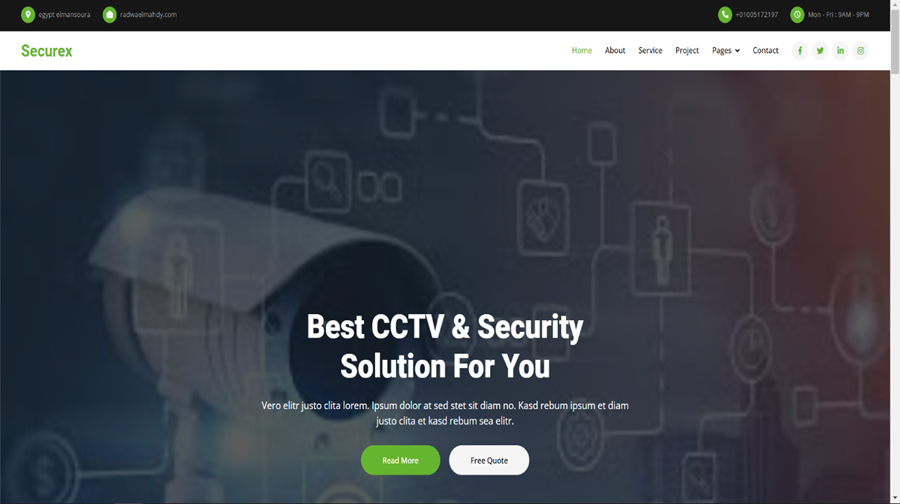 egypt elmansoura radwaelmahdy.com +01005172197 Mon - Fri : 9AM - 9PM
Securex Home About Service Project Pages Contact
Best CCTV & Security
Solution For You
Vero elitr justo clita lorem. Ipsum dolor at sed stet sit diam no. Kasd rebum ipsum et diam
justo clita et kasd rebum sea elitr.
Read More Free Quote